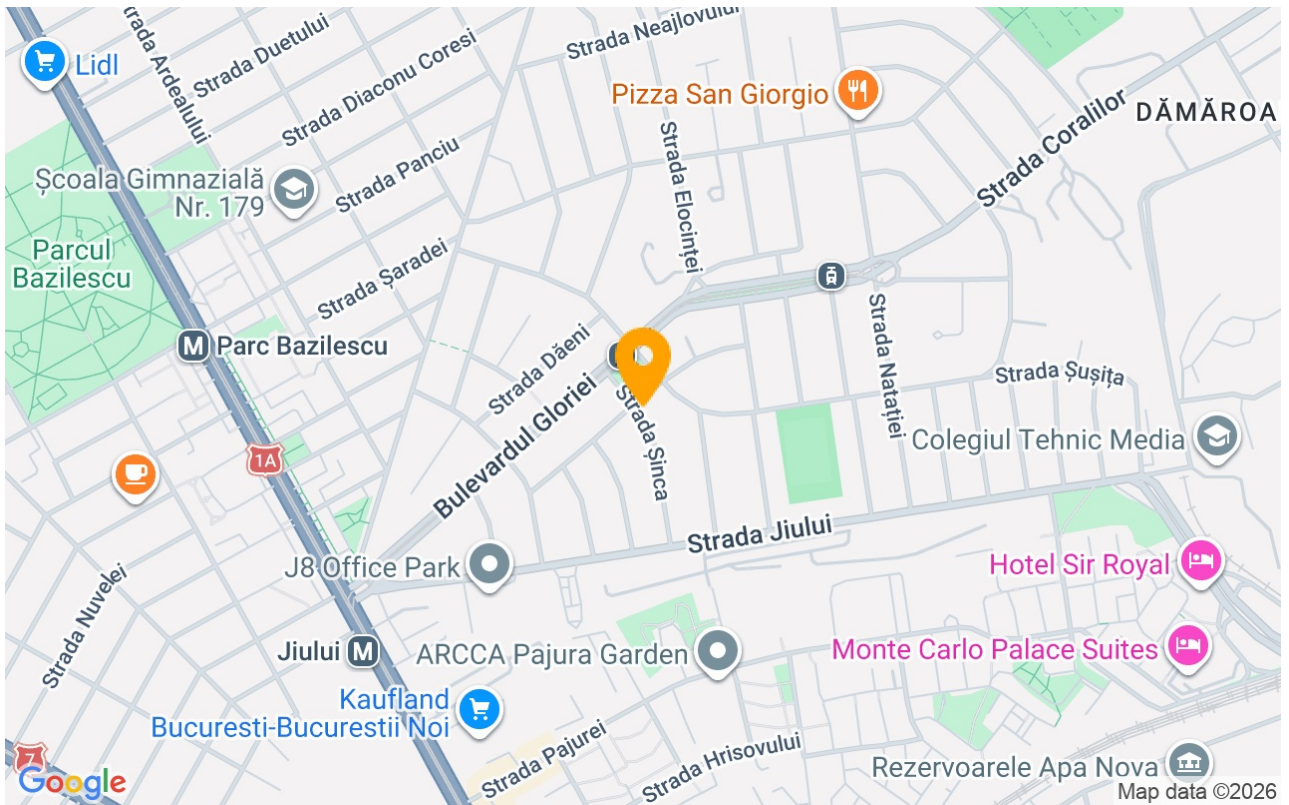 Lidl
trada Ardealului
Strada Duetului
Strada Diaconu Coresi
Strada Neajlovului
Pizza San Giorgio
DĂMĂROA
Strada Coralilor
Strada Elocinței
Strada Panciu
Școala Gimnazială
Nr. 179
Parcul
Bazilescu
Strada Șaradei
M Parc Bazilescu
Strada Dăeni
Bulevardul Gloriei
Strada Șinca
Strada Natației
Strada Șușița
Colegiul Tehnic Media
1A
Strada Jiului
J8 Office Park
Hotel Sir Royal
Strada Nuvelei
Jiului M
ARCCA Pajura Garden
Monte Carlo Palace Suites
Kaufland
Bucuresti-Bucurestii Noi
Strada Pajurei
Strada Hrisovului
Rezervoarele Apa Nova
7
Google
Map data ©2026